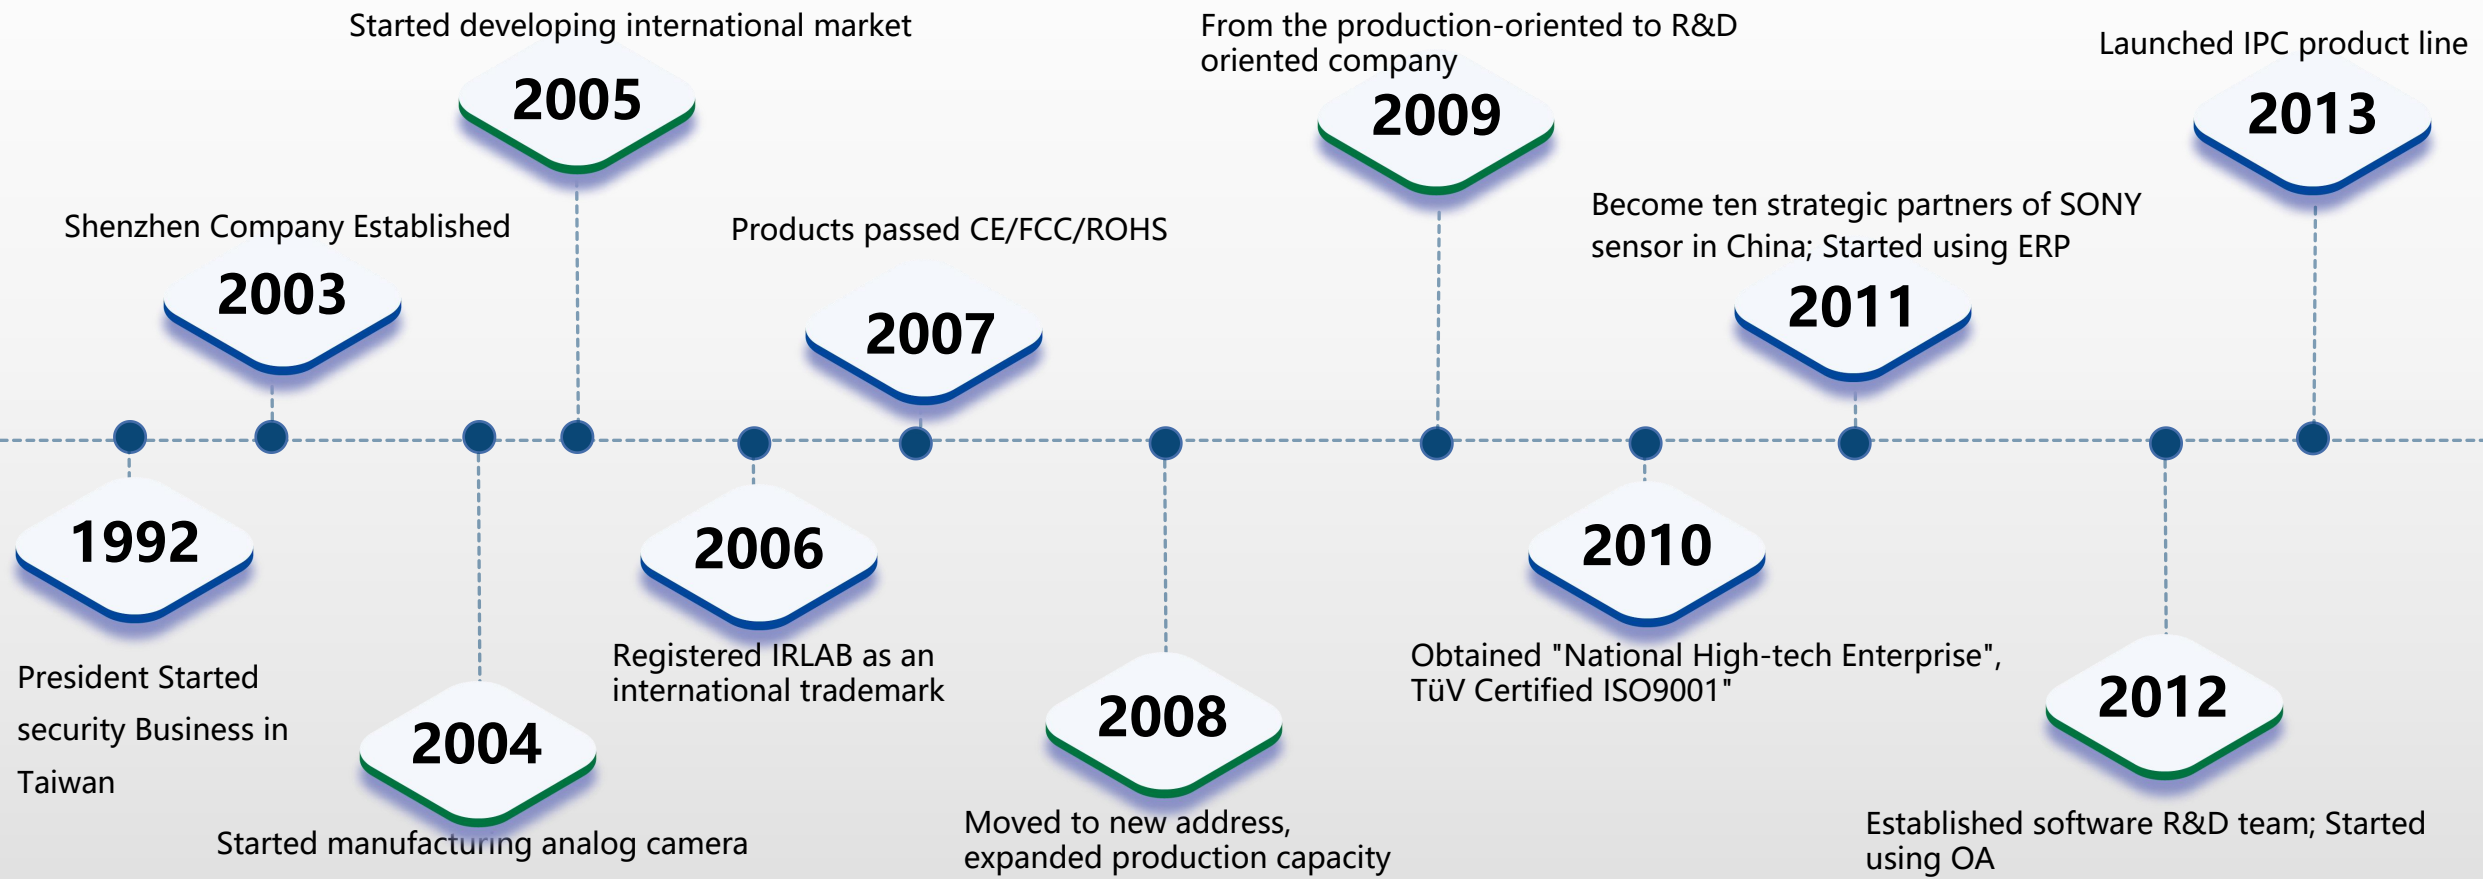 Started developing international market
2005
From the production-oriented to R&D
oriented company
2009
Launched IPC product line
2013
Shenzhen Company Established
2003
Products passed CE/FCC/ROHS
2007
Become ten strategic partners of SONY
sensor in China; Started using ERP
2011
1992
President Started
security Business in
Taiwan
2004
Started manufacturing analog camera
2006
Registered IRLAB as an
international trademark
2008
Moved to new address,
expanded production capacity
2010
Obtained "National High-tech Enterprise",
TüV Certified ISO9001"
2012
Established software R&D team; Started
using OA